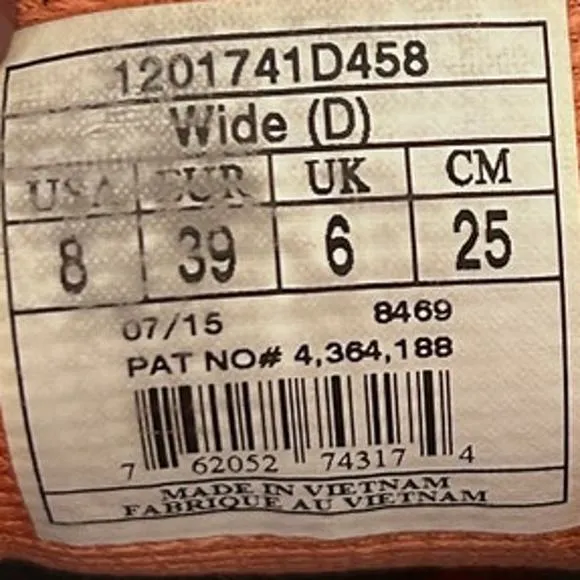 1201741D458
Wide (D)
USA EUR UK CM
8 39 6 25
07/15 8469
PAT NO# 4,364,188
7 62052 74317 4
MADE IN VIETNAM
FABRIQUE AU VIETNAM